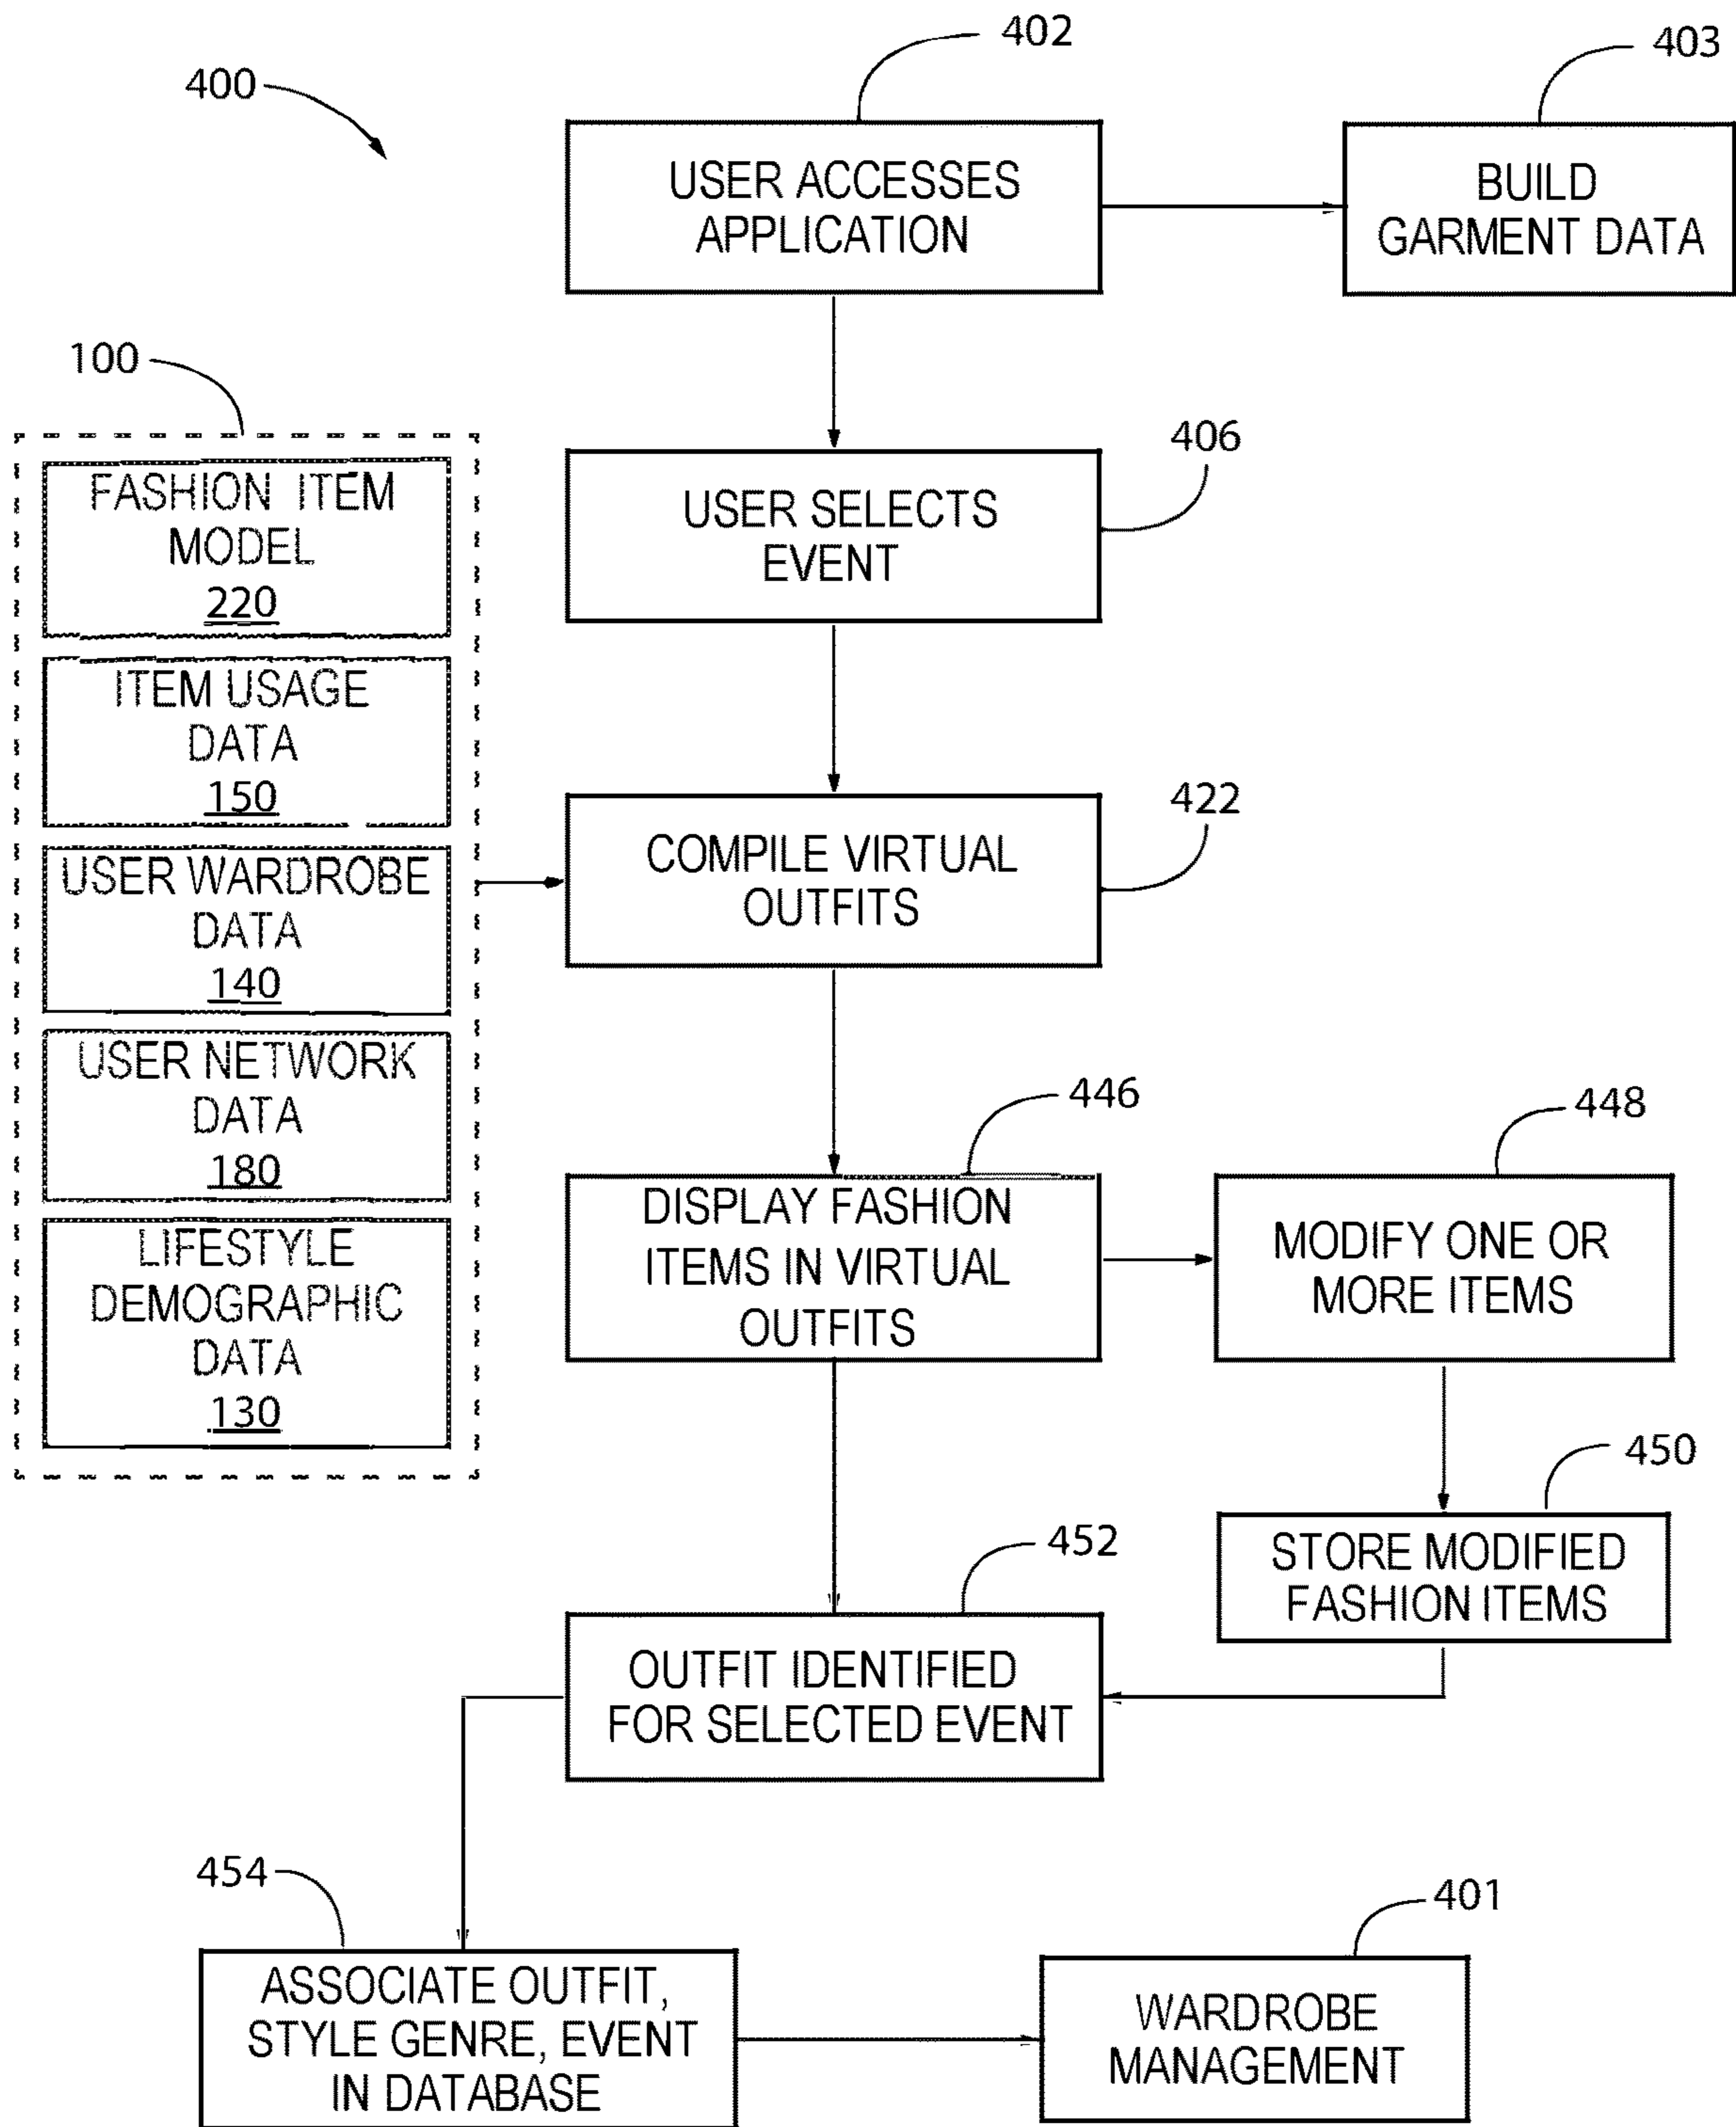 402
403
400
USER ACCESSES
APPLICATION
BUILD
GARMENT DATA
100
406
FASHION ITEM
MODEL
220
USER SELECTS
EVENT
ITEM USAGE
DATA
150
422
COMPILE VIRTUAL
OUTFITS
USER WARDROBE
DATA
140
USER NETWORK
DATA
180
446
448
DISPLAY FASHION
ITEMS IN VIRTUAL
OUTFITS
MODIFY ONE OR
MORE ITEMS
LIFESTYLE
DEMOGRAPHIC
DATA
130
450
452
STORE MODIFIED
FASHION ITEMS
OUTFIT IDENTIFIED
FOR SELECTED EVENT
454
401
ASSOCIATE OUTFIT,
STYLE GENRE, EVENT
IN DATABASE
WARDROBE
MANAGEMENT